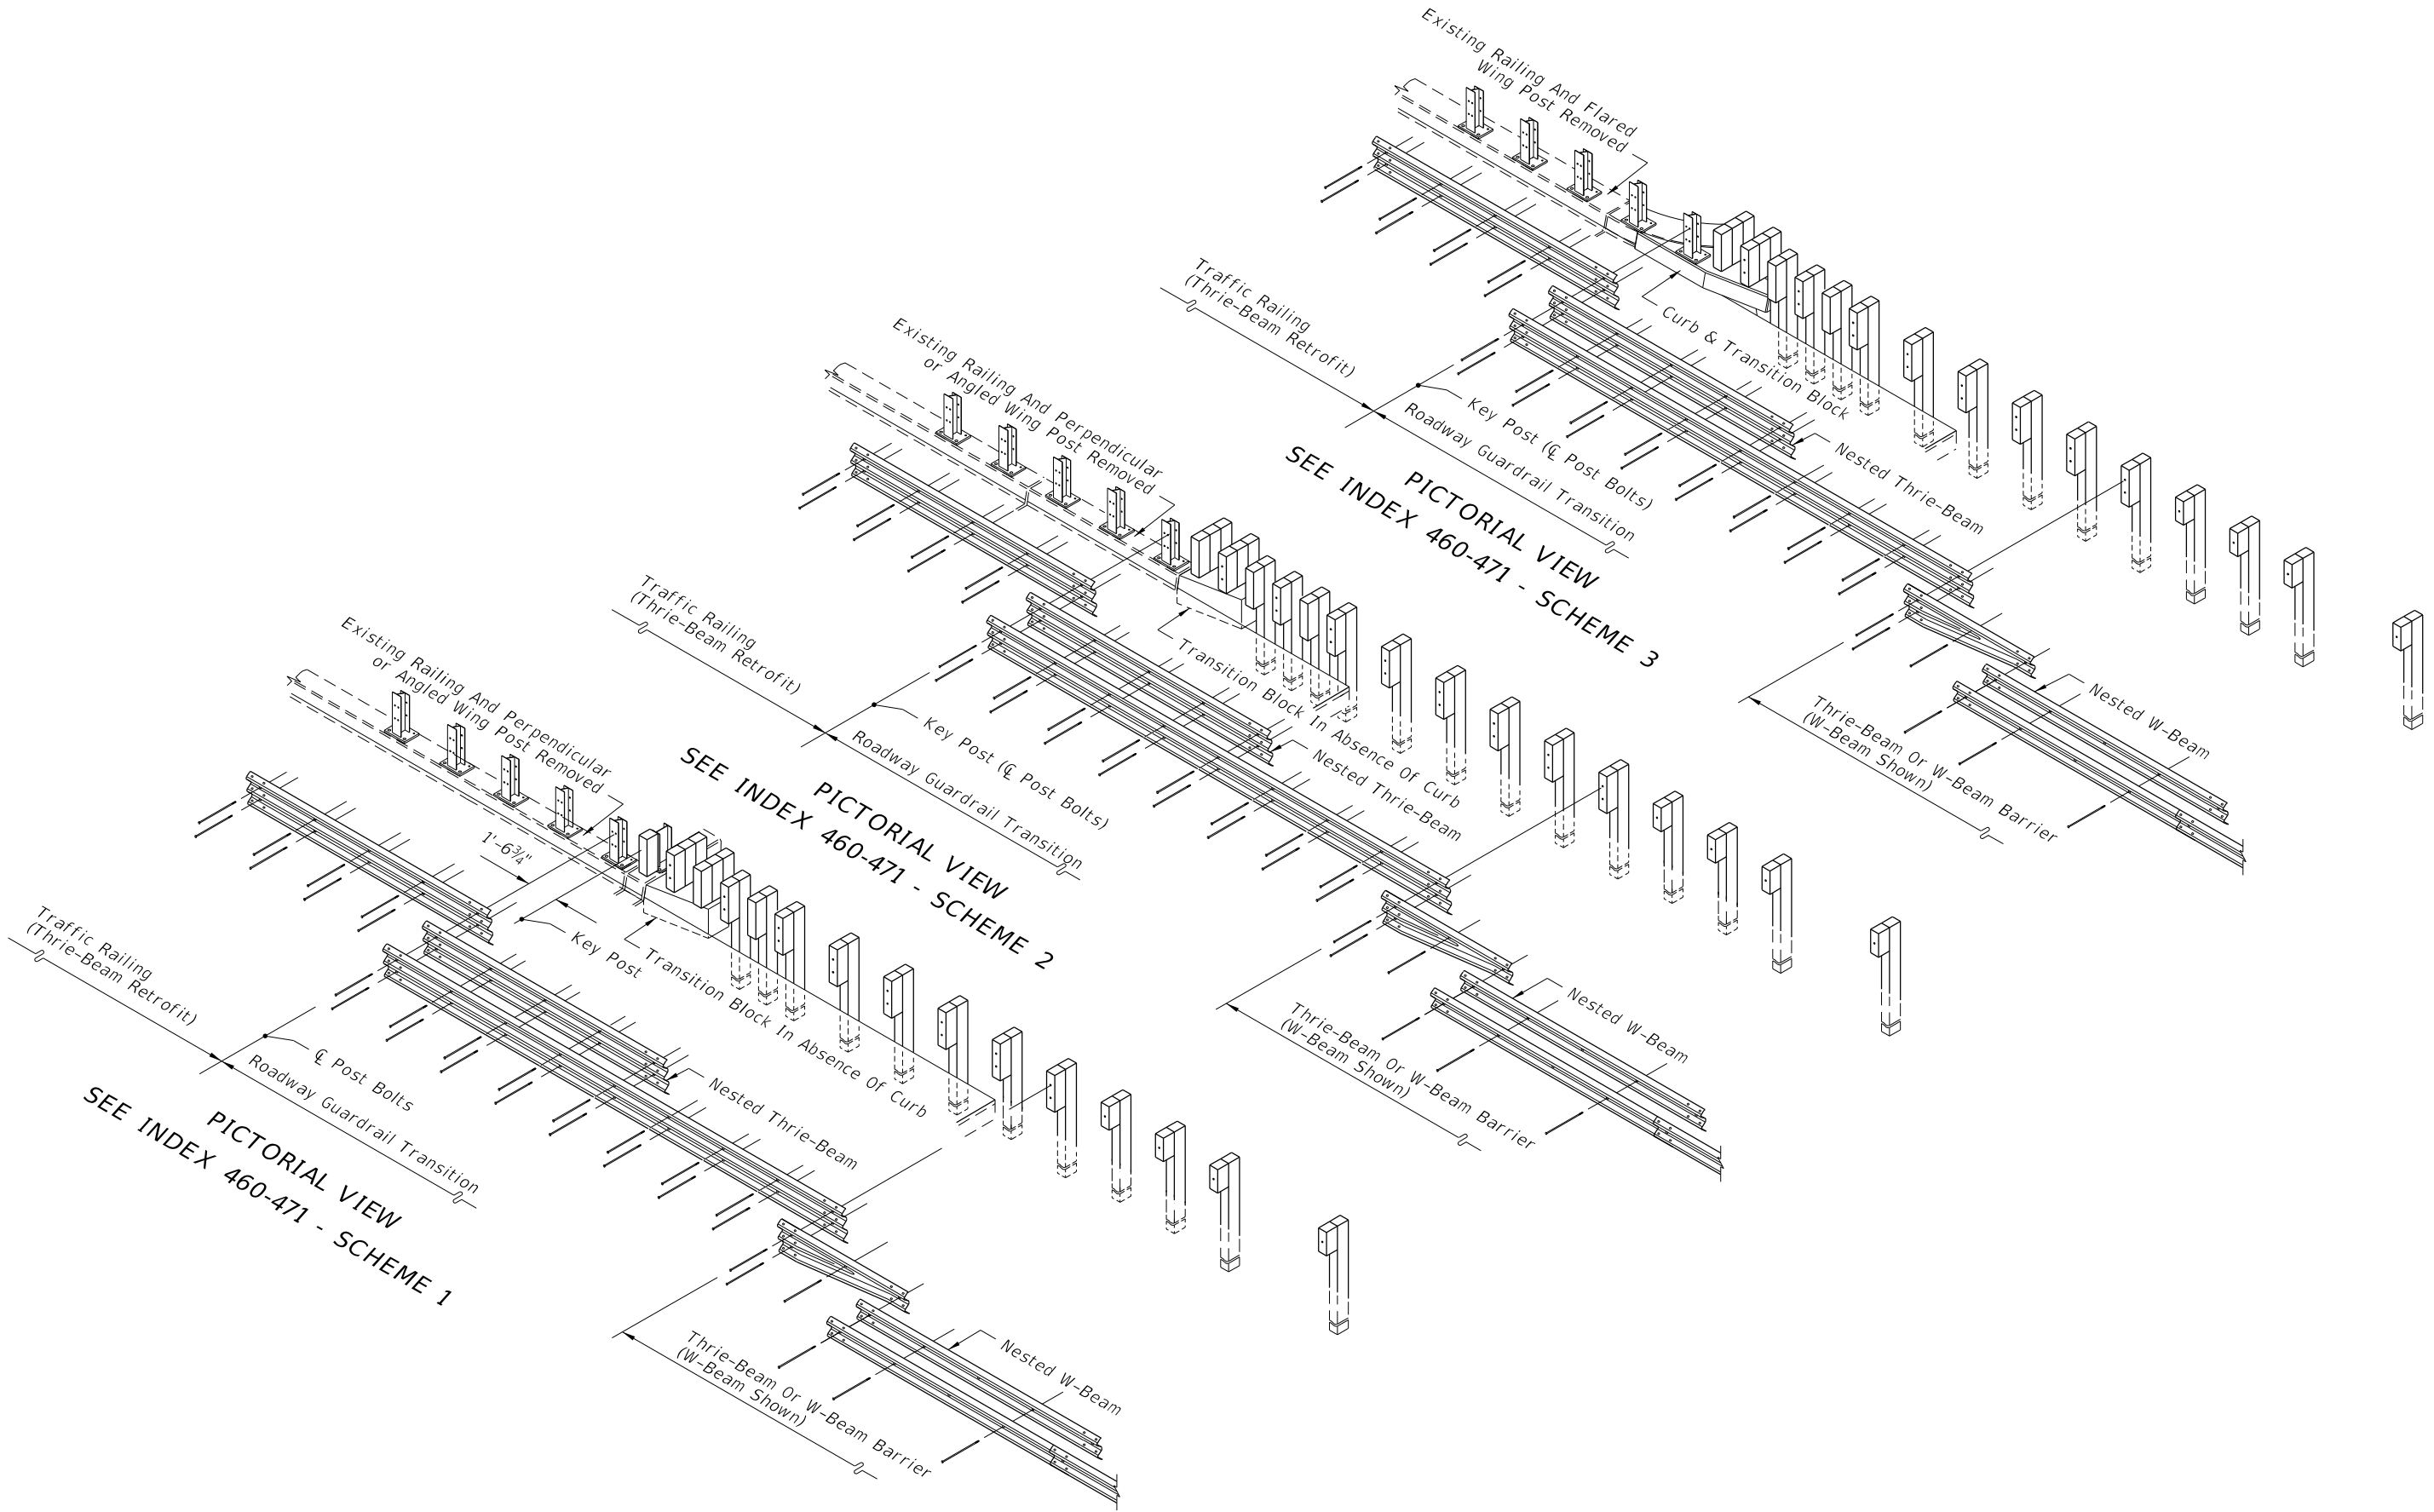 Existing Railing And Flared
Wing Post Removed
Traffic Railing
(Thrie-Beam Retrofit)
Curb & Transition Block
Key Post (℄ Post Bolts)
Roadway Guardrail Transition
Nested Thrie-Beam
PICTORIAL VIEW
SEE INDEX 460-471 - SCHEME 3
Nested W-Beam
Thrie-Beam Or W-Beam Barrier
(W-Beam Shown)
Existing Railing And Perpendicular
or Angled Wing Post Removed
Traffic Railing
(Thrie-Beam Retrofit)
Transition Block In Absence Of Curb
Key Post (℄ Post Bolts)
Roadway Guardrail Transition
Nested Thrie-Beam
PICTORIAL VIEW
SEE INDEX 460-471 - SCHEME 2
Nested W-Beam
Thrie-Beam Or W-Beam Barrier
(W-Beam Shown)
Existing Railing And Perpendicular
or Angled Wing Post Removed
1'-6¾"
Traffic Railing
(Thrie-Beam Retrofit)
Key Post
Transition Block In Absence Of Curb
℄ Post Bolts
Roadway Guardrail Transition
Nested Thrie-Beam
PICTORIAL VIEW
SEE INDEX 460-471 - SCHEME 1
Nested W-Beam
Thrie-Beam Or W-Beam Barrier
(W-Beam Shown)